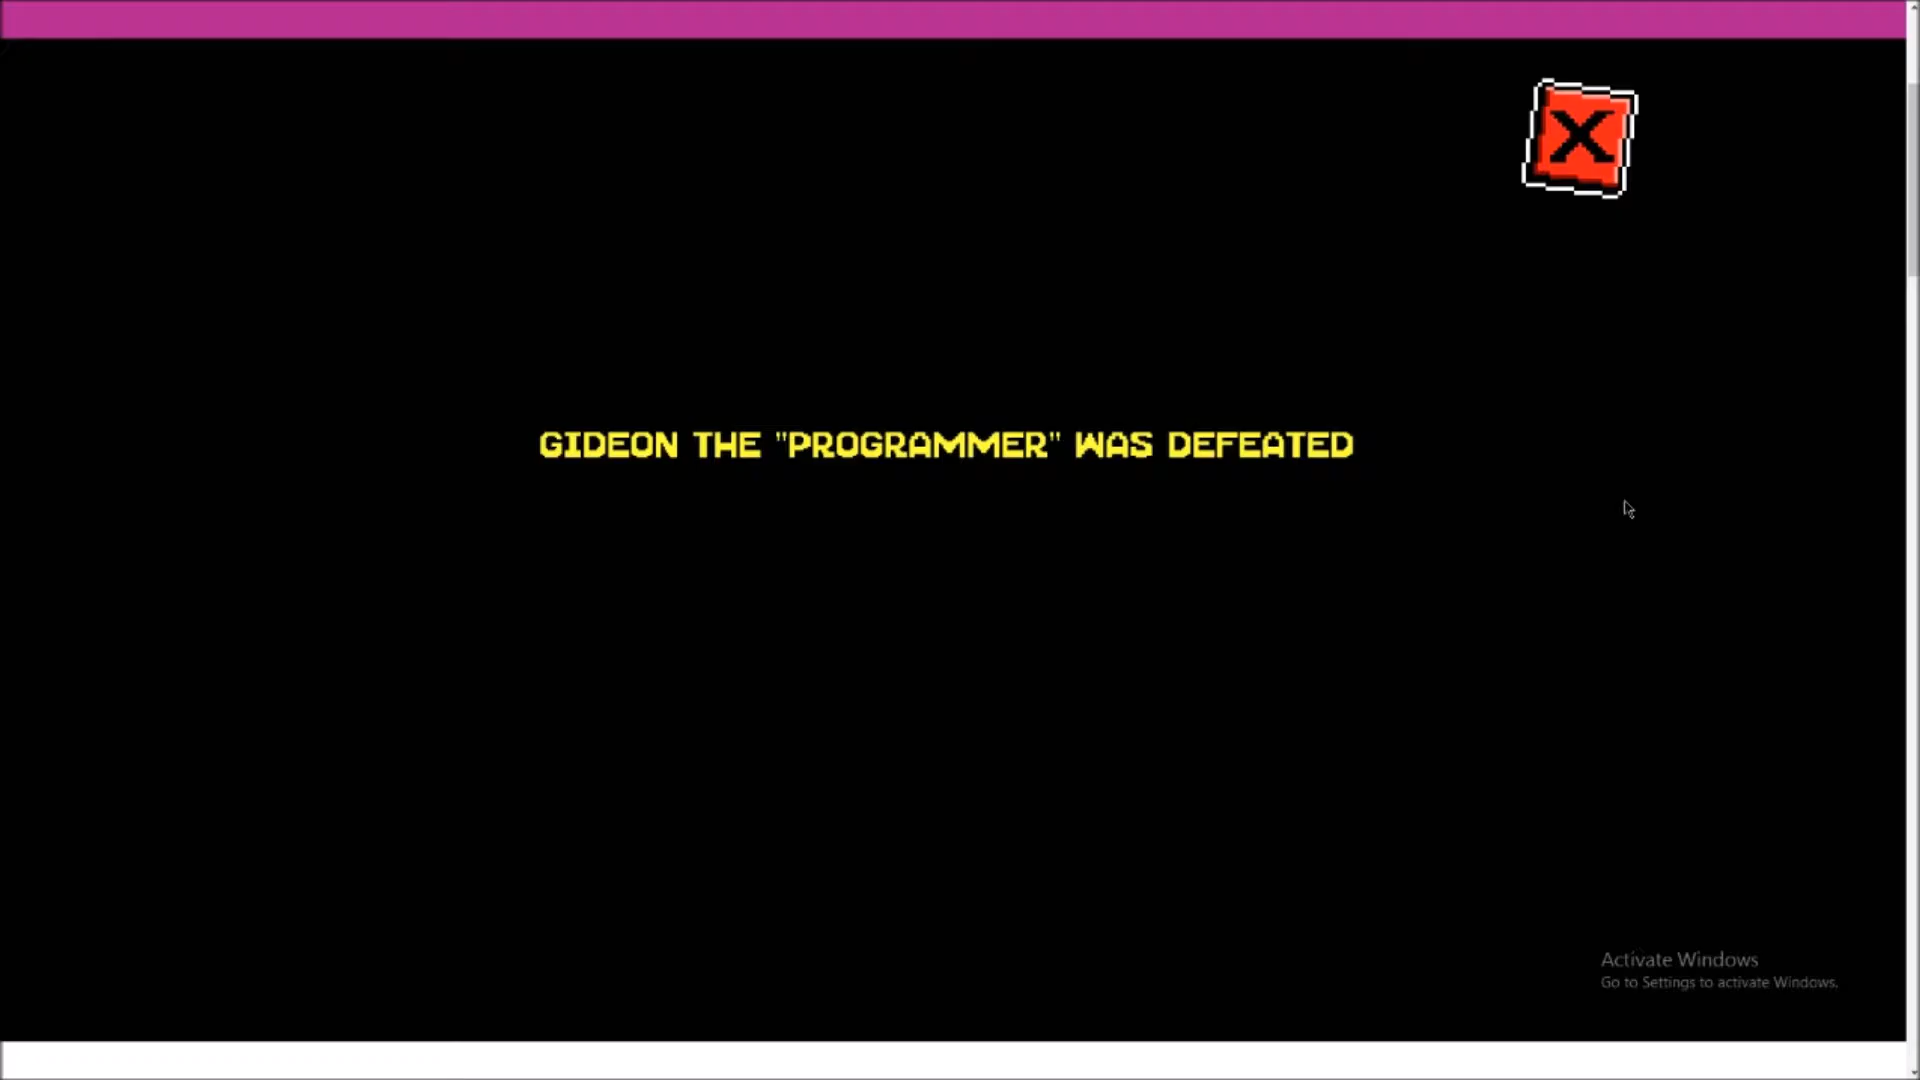 X
GIDEON THE "PROGRAMMER" WAS DEFEATED
Activate Windows
Go to Settings to activate Windows.